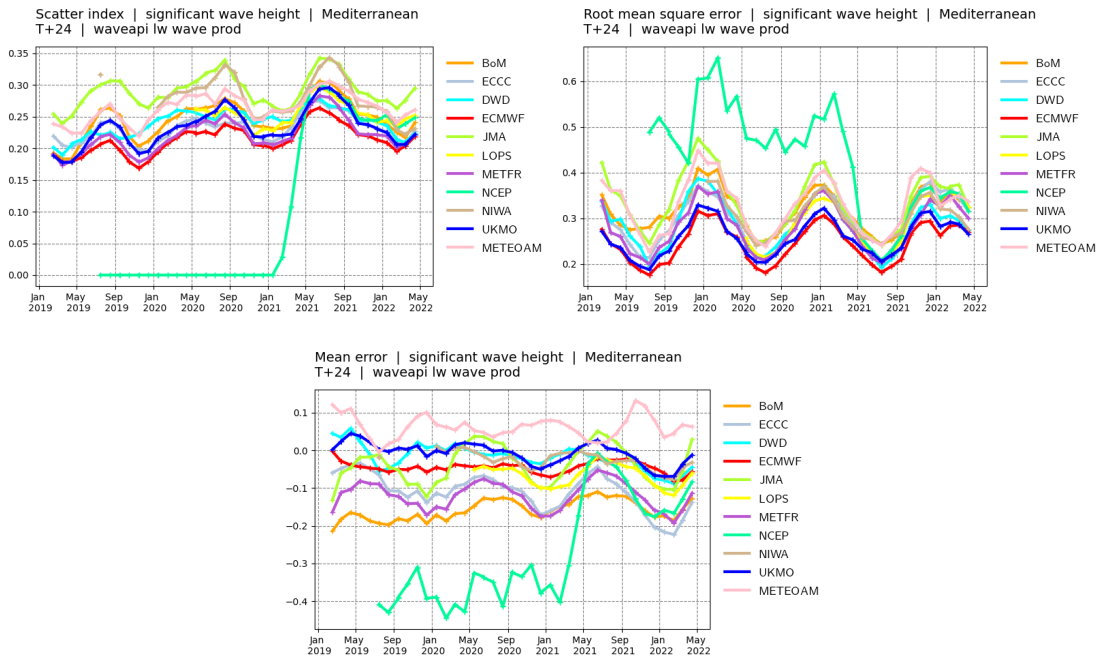 Scatter index | significant wave height | Mediterranean
T+24 | waveapi lw wave prod
0.35
0.30
0.25
0.20
0.15
0.10
0.05
0.00
Jan 2019
May 2019
Sep 2019
Jan 2020
May 2020
Sep 2020
Jan 2021
May 2021
Sep 2021
Jan 2022
May 2022
BoM
ECCC
DWD
ECMWF
JMA
LOPS
METFR
NCEP
NIWA
UKMO
METEOAM
Root mean square error | significant wave height | Mediterranean
T+24 | waveapi lw wave prod
0.6
0.5
0.4
0.3
0.2
Jan 2019
May 2019
Sep 2019
Jan 2020
May 2020
Sep 2020
Jan 2021
May 2021
Sep 2021
Jan 2022
May 2022
BoM
ECCC
DWD
ECMWF
JMA
LOPS
METFR
NCEP
NIWA
UKMO
METEOAM
Mean error | significant wave height | Mediterranean
T+24 | waveapi lw wave prod
0.1
0.0
−0.1
−0.2
−0.3
−0.4
Jan 2019
May 2019
Sep 2019
Jan 2020
May 2020
Sep 2020
Jan 2021
May 2021
Sep 2021
Jan 2022
May 2022
BoM
ECCC
DWD
ECMWF
JMA
LOPS
METFR
NCEP
NIWA
UKMO
METEOAM